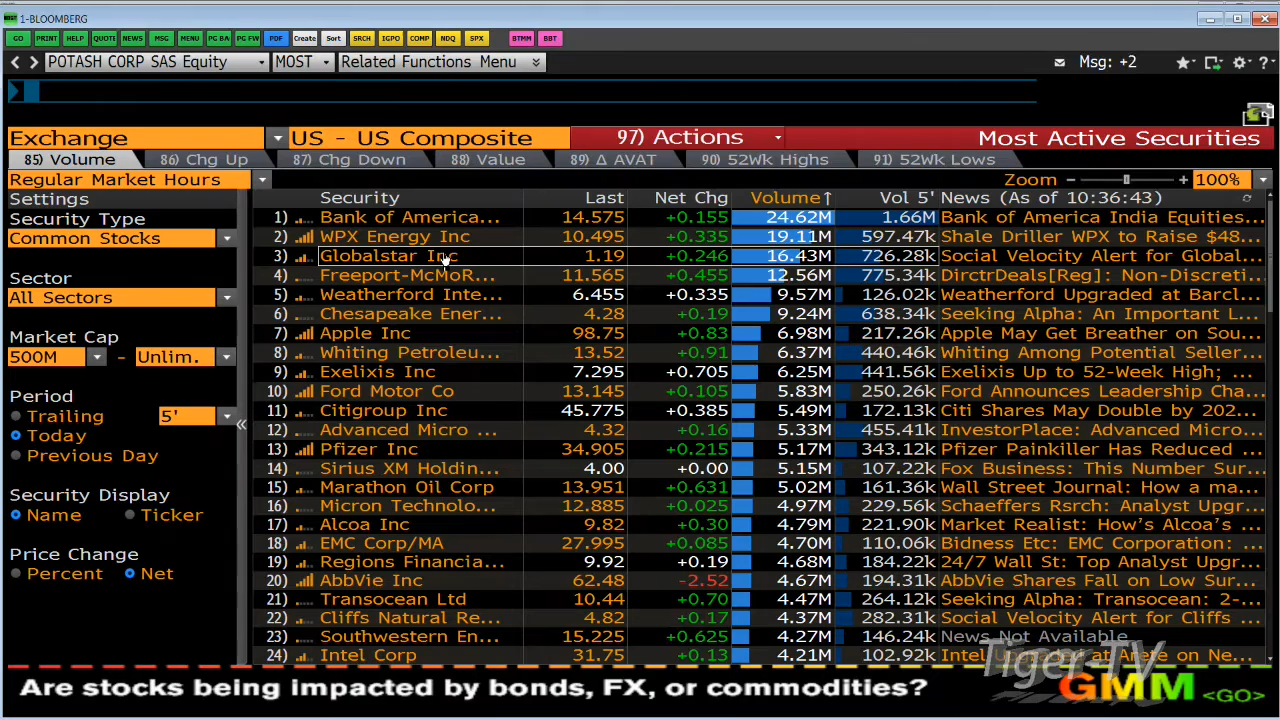 1-BLOOMBERG
GO PRINT HELP QUOTE NEWS MSG MENU PG BA PG FW PDF Create Sort SRCH IGPO COMP NDQ SPX BTMM BBT
POTASH CORP SAS Equity MOST Related Functions Menu Msg: +2
Exchange US - US Composite 97) Actions Most Active Securities
85) Volume 86) Chg Up 87) Chg Down 88) Value 89) Δ AVAT 90) 52Wk Highs 91) 52Wk Lows
Regular Market Hours Zoom - + 100%
Settings
Security Type
Common Stocks
Sector
All Sectors
Market Cap
500M - Unlim.
Period
Trailing 5'
Today
Previous Day
Security Display
Name Ticker
Price Change
Percent Net
Security Last Net Chg Volume↑ Vol 5' News (As of 10:36:43)
1) Bank of America... 14.575 +0.155 24.62M 1.66M Bank of America India Equities...
2) WPX Energy Inc 10.495 +0.335 19.11M 597.47k Shale Driller WPX to Raise $48...
3) Globalstar Inc 1.19 +0.246 16.43M 726.28k Social Velocity Alert for Global...
4) Freeport-McMoR... 11.565 +0.455 12.56M 775.34k DirctrDeals[Reg]: Non-Discreti...
5) Weatherford Inte... 6.455 +0.335 9.57M 126.02k Weatherford Upgraded at Barcl...
6) Chesapeake Ener... 4.28 +0.19 9.24M 638.34k Seeking Alpha: An Important L...
7) Apple Inc 98.75 +0.83 6.98M 217.26k Apple May Get Breather on Sou...
8) Whiting Petroleu... 13.52 +0.91 6.37M 440.46k Whiting Among Potential Seller...
9) Exelixis Inc 7.295 +0.705 6.25M 441.56k Exelixis Up to 52-Week High; ...
10) Ford Motor Co 13.145 +0.105 5.83M 250.26k Ford Announces Leadership Cha...
11) Citigroup Inc 45.775 +0.385 5.49M 172.13k Citi Shares May Double by 202...
12) Advanced Micro ... 4.32 +0.16 5.33M 455.41k InvestorPlace: Advanced Micro...
13) Pfizer Inc 34.905 +0.215 5.17M 343.12k Pfizer Painkiller Has Reduced ...
14) Sirius XM Holdin... 4.00 +0.00 5.15M 107.22k Fox Business: This Number Sur...
15) Marathon Oil Corp 13.951 +0.631 5.02M 161.36k Wall Street Journal: How a ma...
16) Micron Technolo... 12.885 +0.025 4.97M 229.56k Schaeffers Rsrch: Analyst Upgr...
17) Alcoa Inc 9.82 +0.30 4.79M 221.90k Market Realist: How's Alcoa's ...
18) EMC Corp/MA 27.995 +0.085 4.70M 110.06k Bidness Etc: EMC Corporation: ...
19) Regions Financia... 9.92 +0.19 4.68M 184.22k 24/7 Wall St: Top Analyst Upgr...
20) AbbVie Inc 62.48 -2.52 4.67M 194.31k AbbVie Shares Fall on Low Sur...
21) Transocean Ltd 10.44 +0.70 4.47M 264.12k Seeking Alpha: Transocean: 2-...
22) Cliffs Natural Re... 4.82 +0.17 4.37M 282.31k Social Velocity Alert for Cliffs ...
23) Southwestern En... 15.225 +0.625 4.27M 146.24k News Not Available
24) Intel Corp 31.75 +0.13 4.21M 102.92k Intel at Arete on Ne...
Tiger-TV
Are stocks being impacted by bonds, FX, or commodities? GMM <GO>